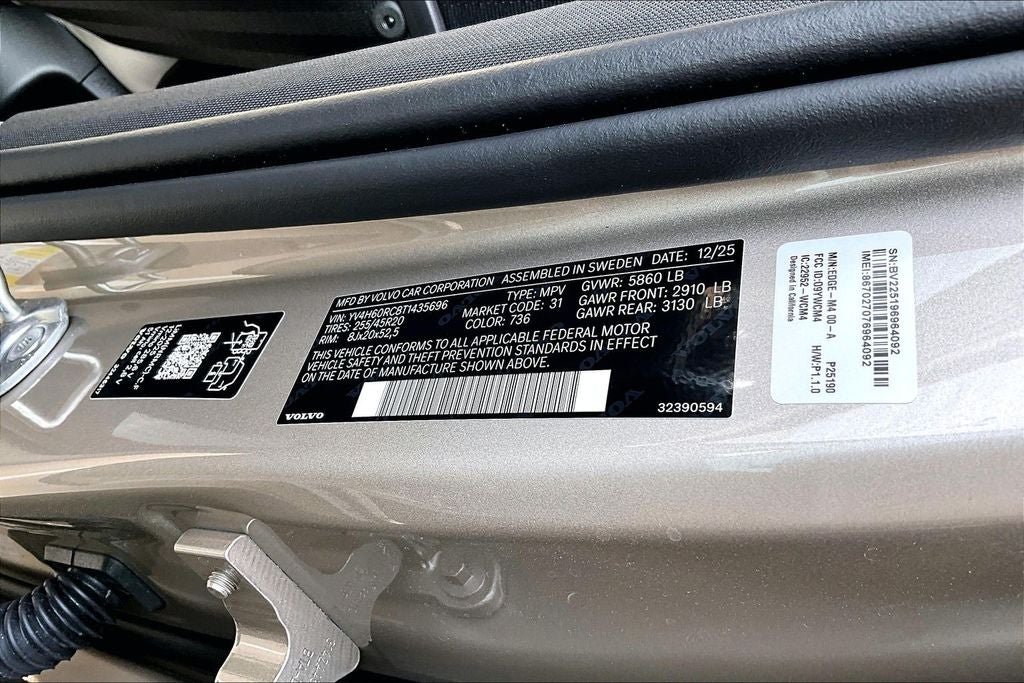 MFD BY VOLVO CAR CORPORATION ASSEMBLED IN SWEDEN DATE: 12/25
VIN: YV4H60RC8T1435696 TYPE: MPV GVWR: 5860 LB
TIRES: 255/45R20 MARKET CODE: 31 GAWR FRONT: 2910 LB
RIM: 8Jx20x52,5 COLOR: 736 GAWR REAR: 3130 LB
THIS VEHICLE CONFORMS TO ALL APPLICABLE FEDERAL MOTOR
VEHICLE SAFETY AND THEFT PREVENTION STANDARDS IN EFFECT
ON THE DATE OF MANUFACTURE SHOWN ABOVE.
VOLVO 32390594
SN:BV225196964092
IMEI:867027076964092
M/N:EDGE-M4 00-A P25190
FCC ID:O9YWCM4 H/W:P1.1.0
IC:22952-WCM4
Designed in California